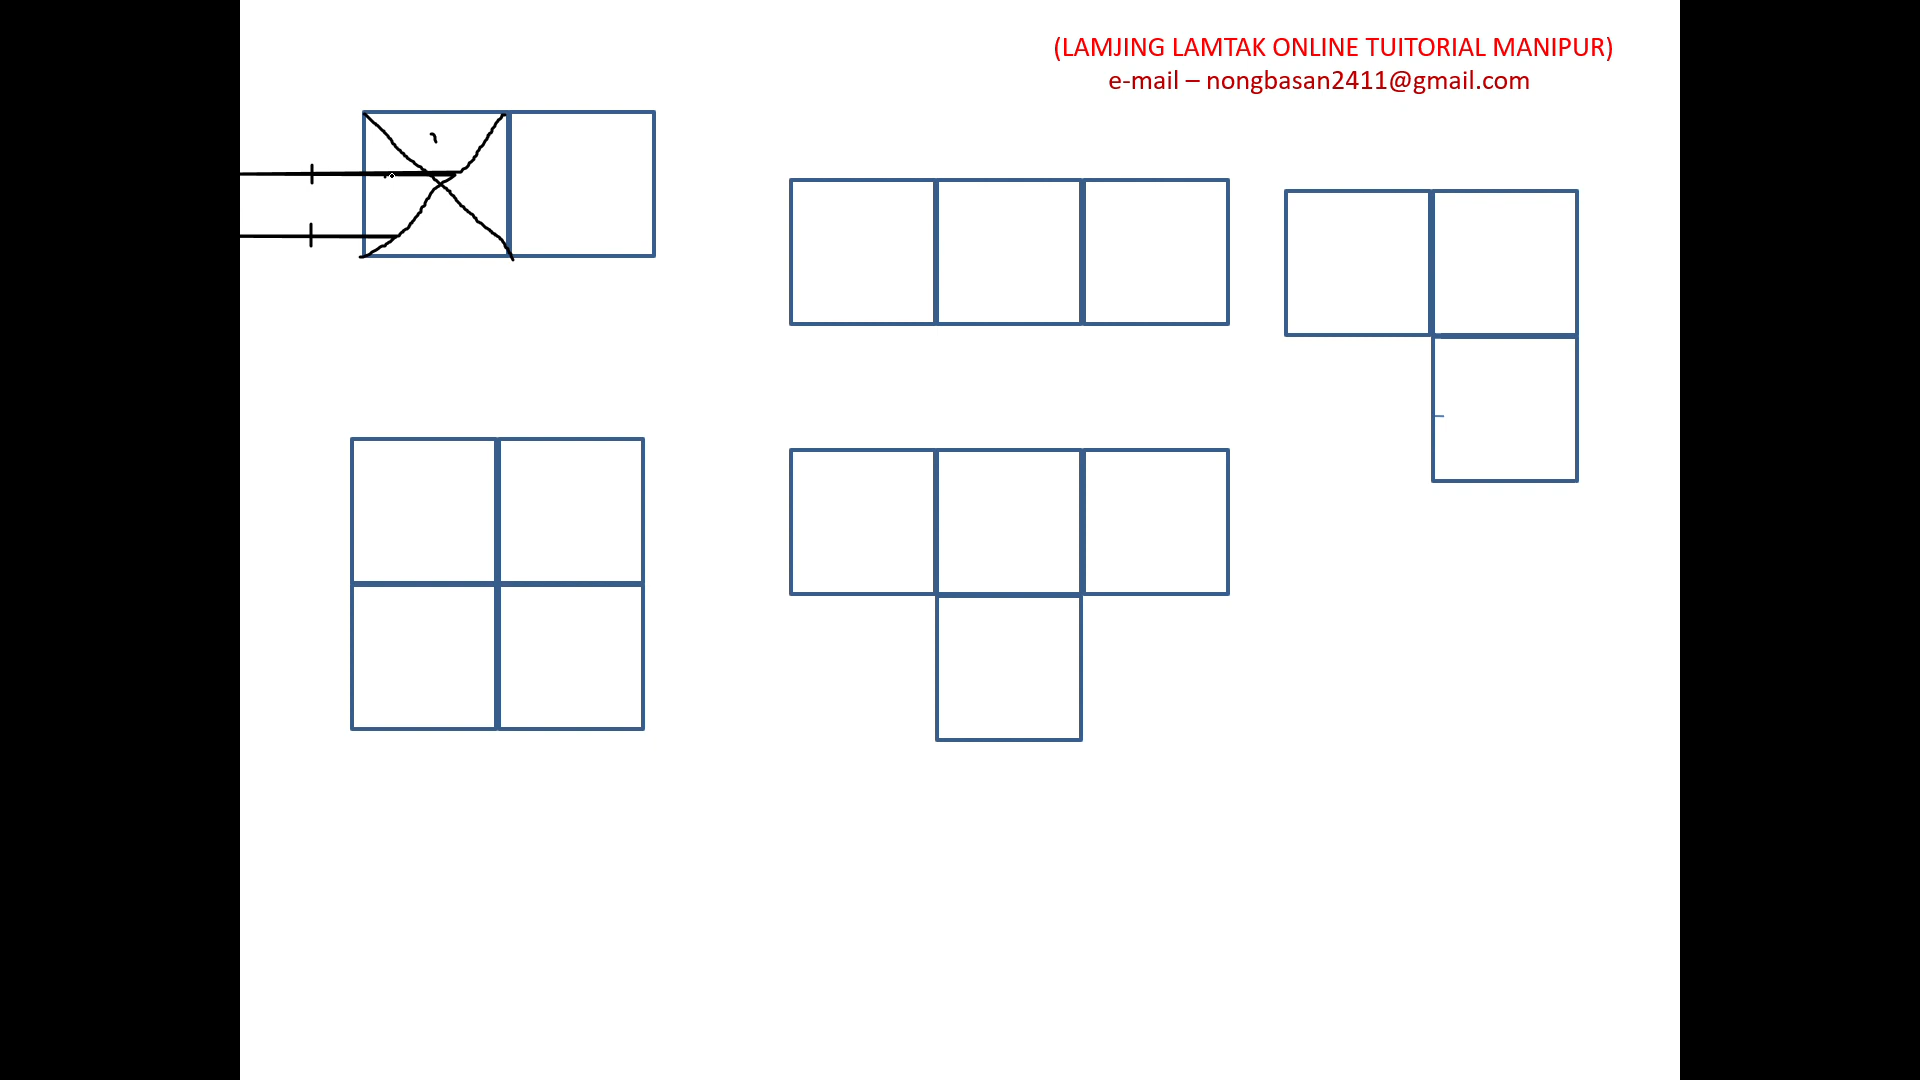 (LAMJING LAMTAK ONLINE TUITORIAL MANIPUR)
e-mail – nongbasan2411@gmail.com